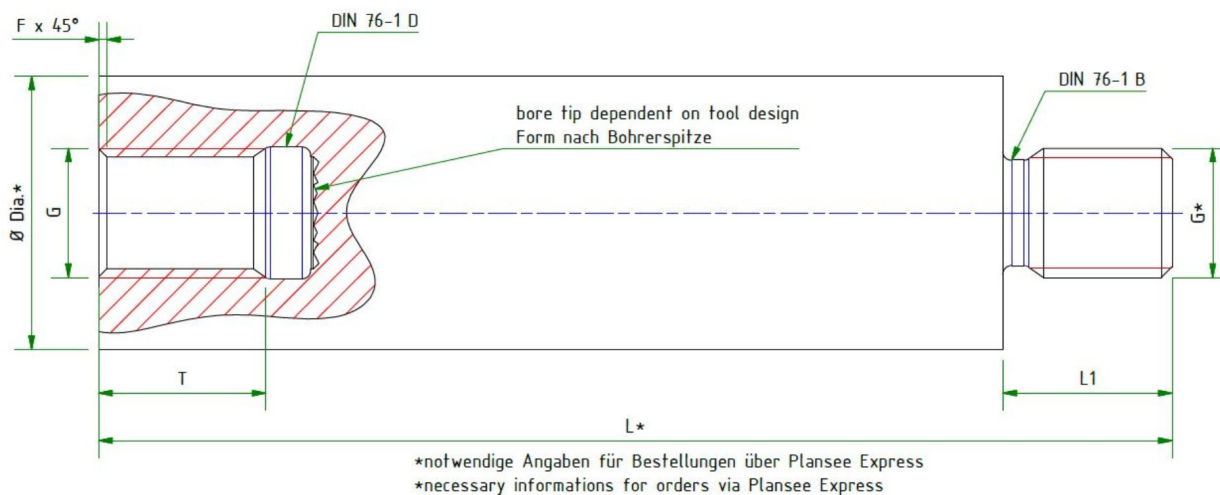 F x 45°
DIN 76-1 D
DIN 76-1 B
bore tip dependent on tool design
Form nach Bohrerspitze
Ø Dia.*
G
G*
T
L1
L*
*notwendige Angaben für Bestellungen über Plansee Express
*necessary informations for orders via Plansee Express